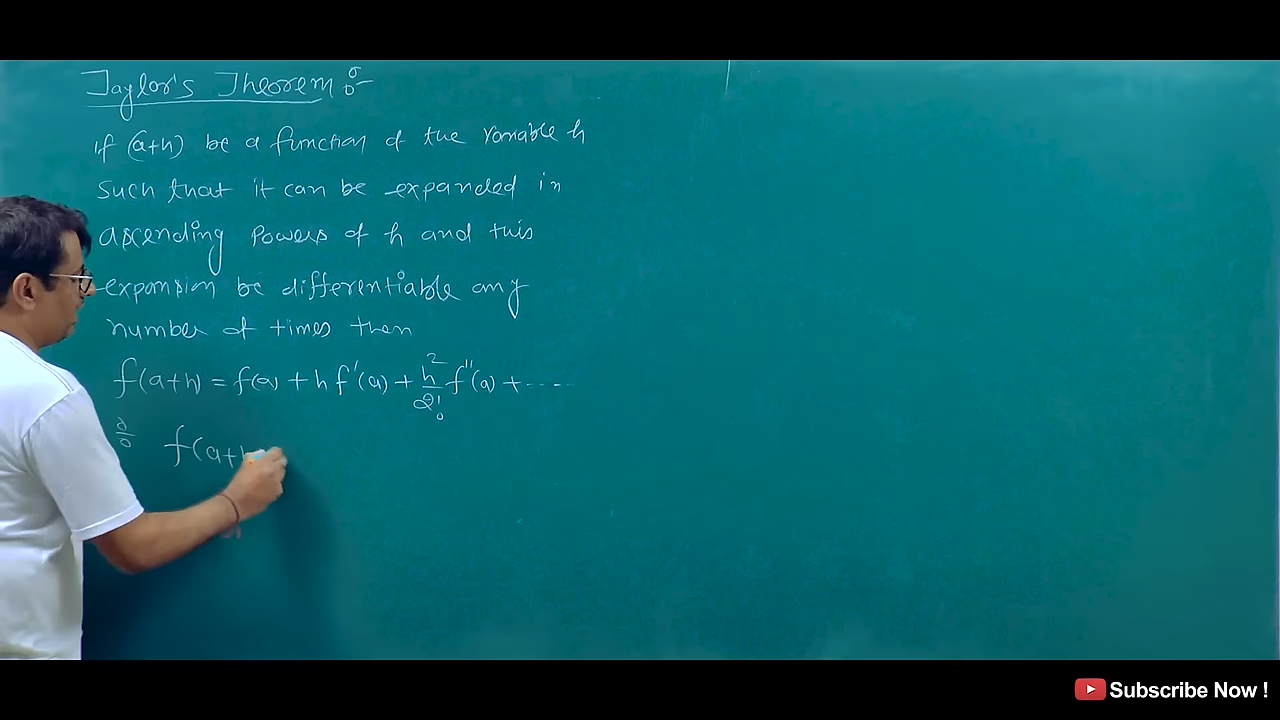 Taylor's Theorem :-
if (a+h) be a function of the variable h
such that it can be expanded in
ascending powers of h and this
expansion be differentiable any
number of times then
f(a+h) = f(a) + h f'(a) + h²/2! f''(a) + ----
f(a+h
Subscribe Now !